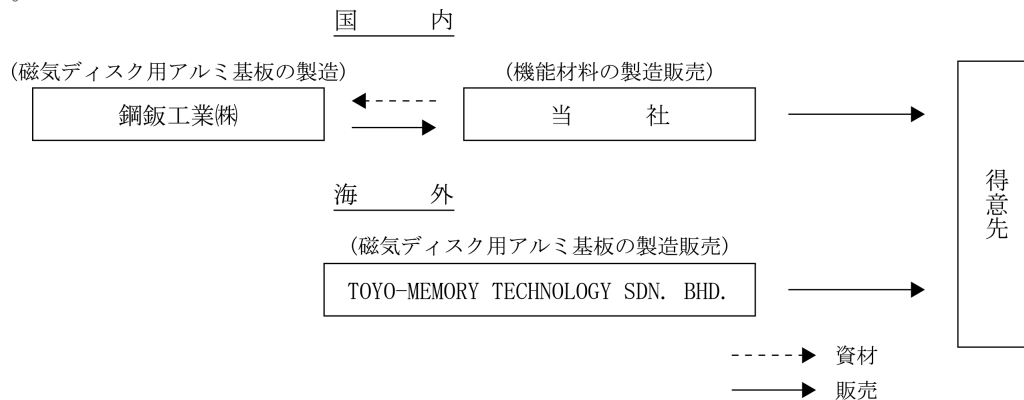 。
国　内
(磁気ディスク用アルミ基板の製造)
(機能材料の製造販売)
鋼鈑工業㈱
当　社
海　外
(磁気ディスク用アルミ基板の製造販売)
TOYO-MEMORY TECHNOLOGY SDN. BHD.
得意先
資材
販売